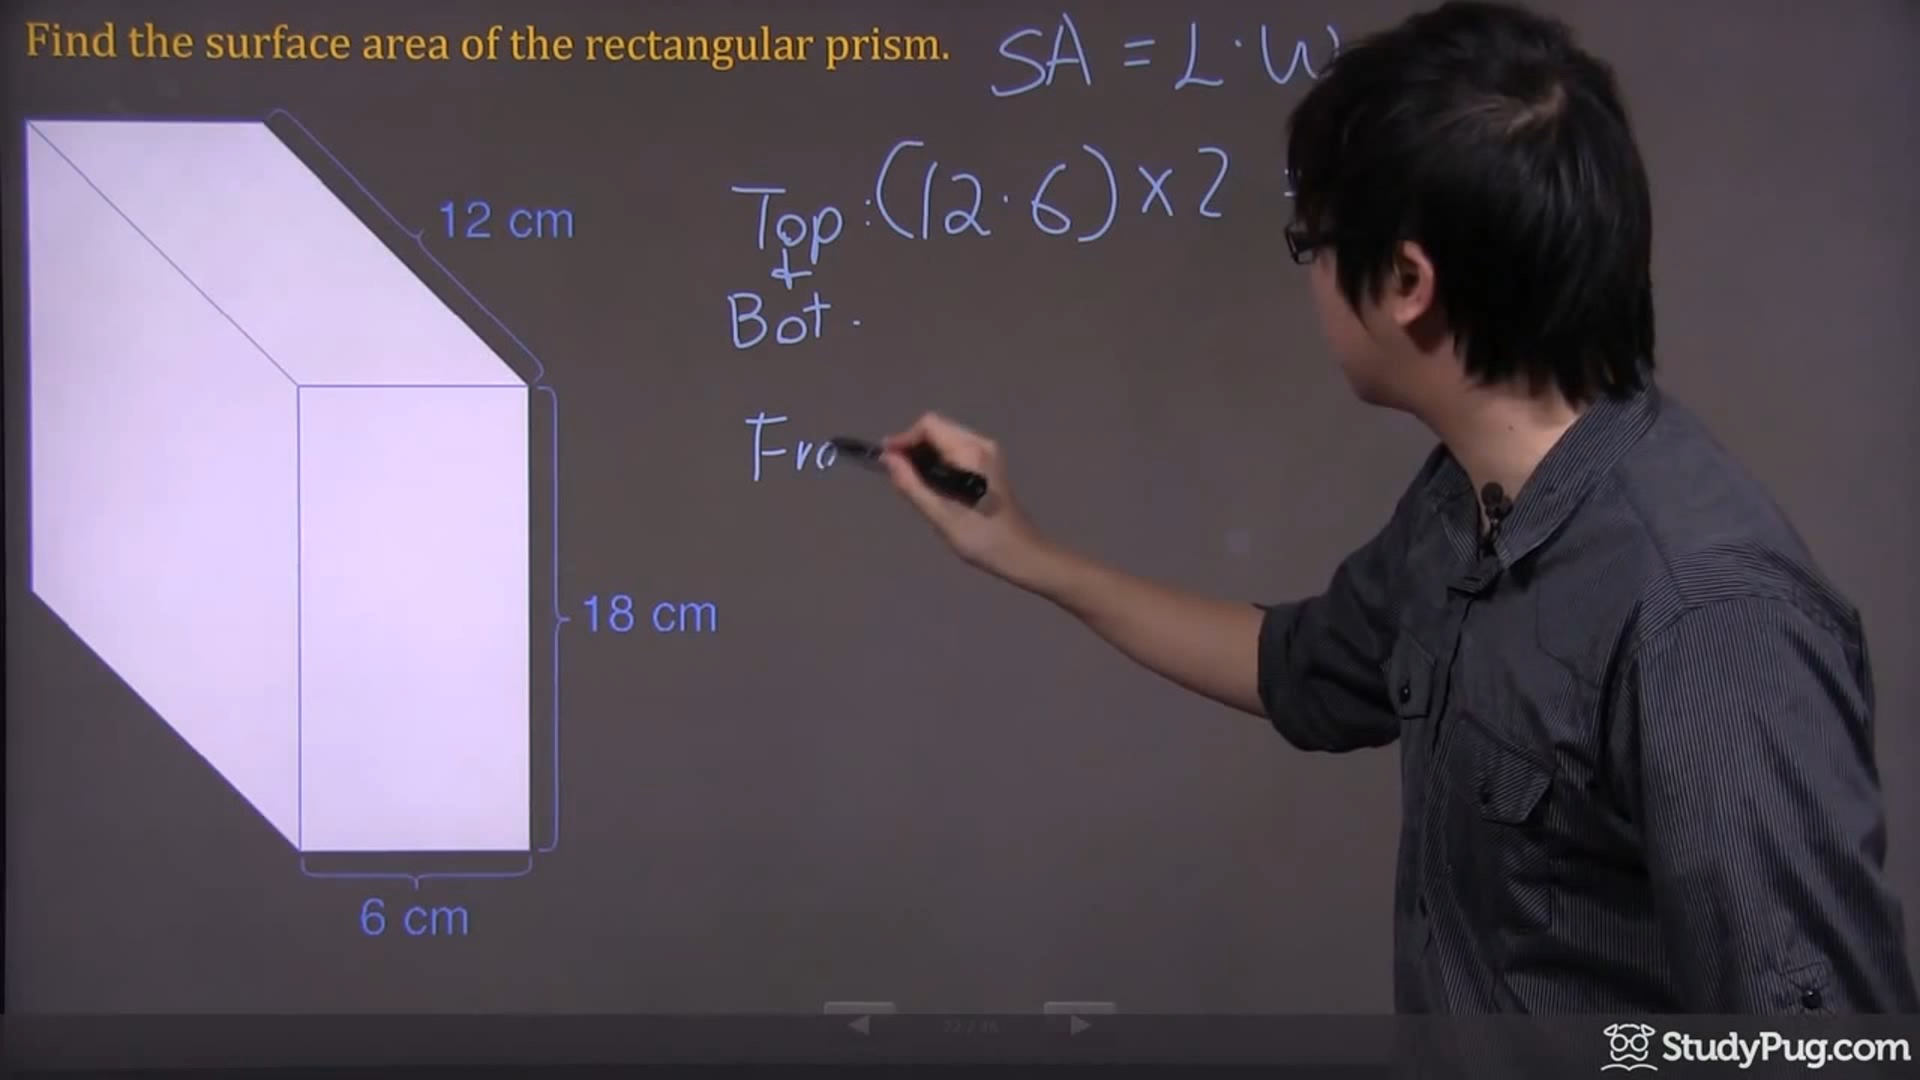 Find the surface area of the rectangular prism.
SA = L·W
12 cm
Top: (12·6) x 2 =
+
Bot.
Fro
18 cm
6 cm
StudyPug.com